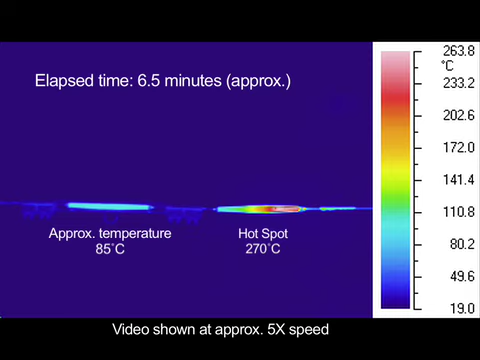 Elapsed time: 6.5 minutes (approx.)
263.8
°C
233.2
202.6
172.0
141.4
110.8
80.2
49.6
19.0
Approx. temperature
85°C
Hot Spot
270°C
Video shown at approx. 5X speed